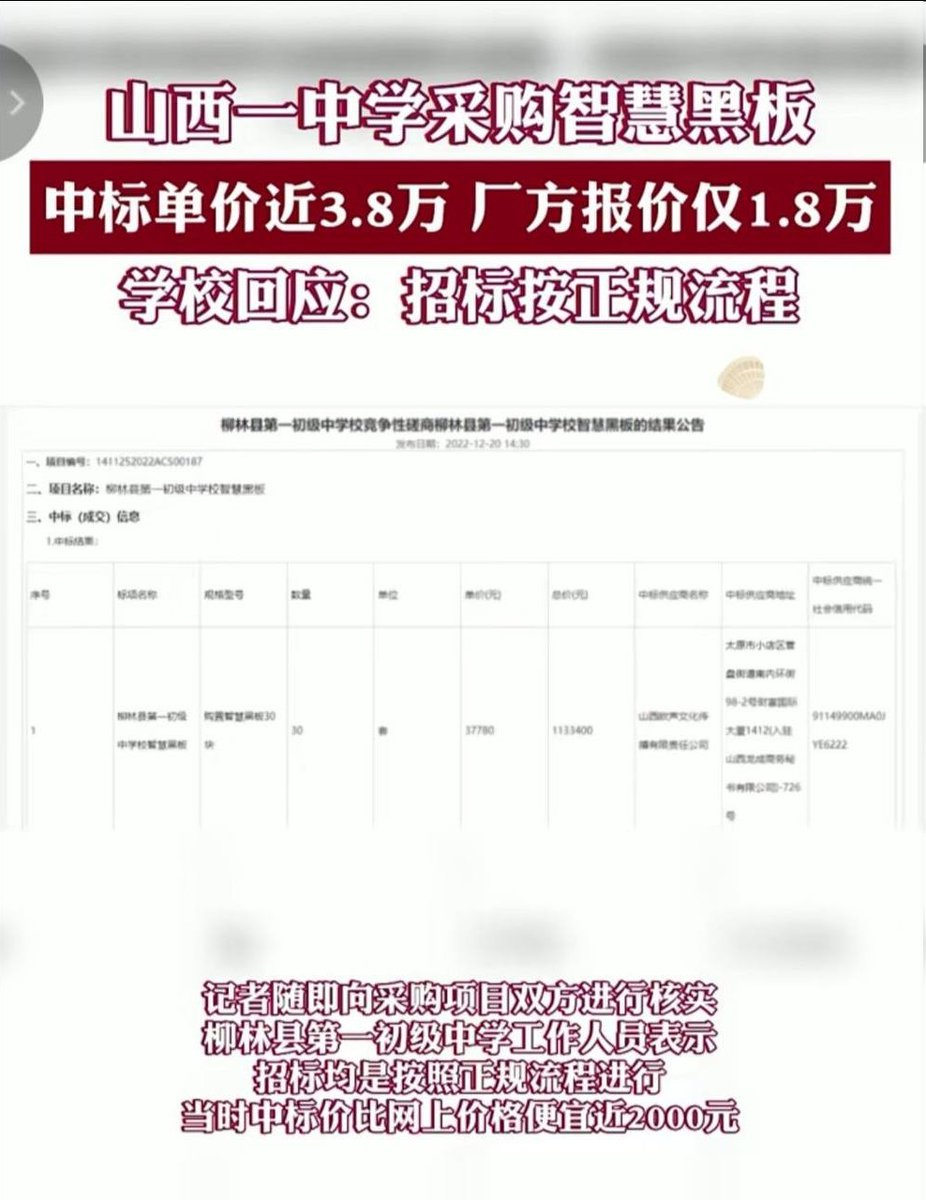 山西一中学采购智慧黑板
中标单价近3.8万 厂方报价仅1.8万
学校回应：招标按正规流程
柳林县第一初级中学校竞争性磋商柳林县第一初级中学校智慧黑板的结果公告
发布日期：2022-12-20 14:30
一、项目编号：1411252022ACS00187
二、项目名称：柳林县第一初级中学校智慧黑板
三、中标（成交）信息
1.中标结果：
序号 标项名称 规格型号 数量 单位 单价(元) 总价(元) 中标供应商名称 中标供应商地址 中标供应商统一社会信用代码
1
柳林县第一初级
中学校智慧黑板
购置智慧黑板30
块
30
套
37780
1133400
山西欧声文化传
播有限责任公司
太原市小店区营
盘街道南内环街
98-2号财富国际
大厦1412(入驻
山西龙成商务秘
书有限公司)-726
号
91149900MA0J
YE6222
记者随即向采购项目双方进行核实
柳林县第一初级中学工作人员表示
招标均是按照正规流程进行
当时中标价比网上价格便宜近2000元